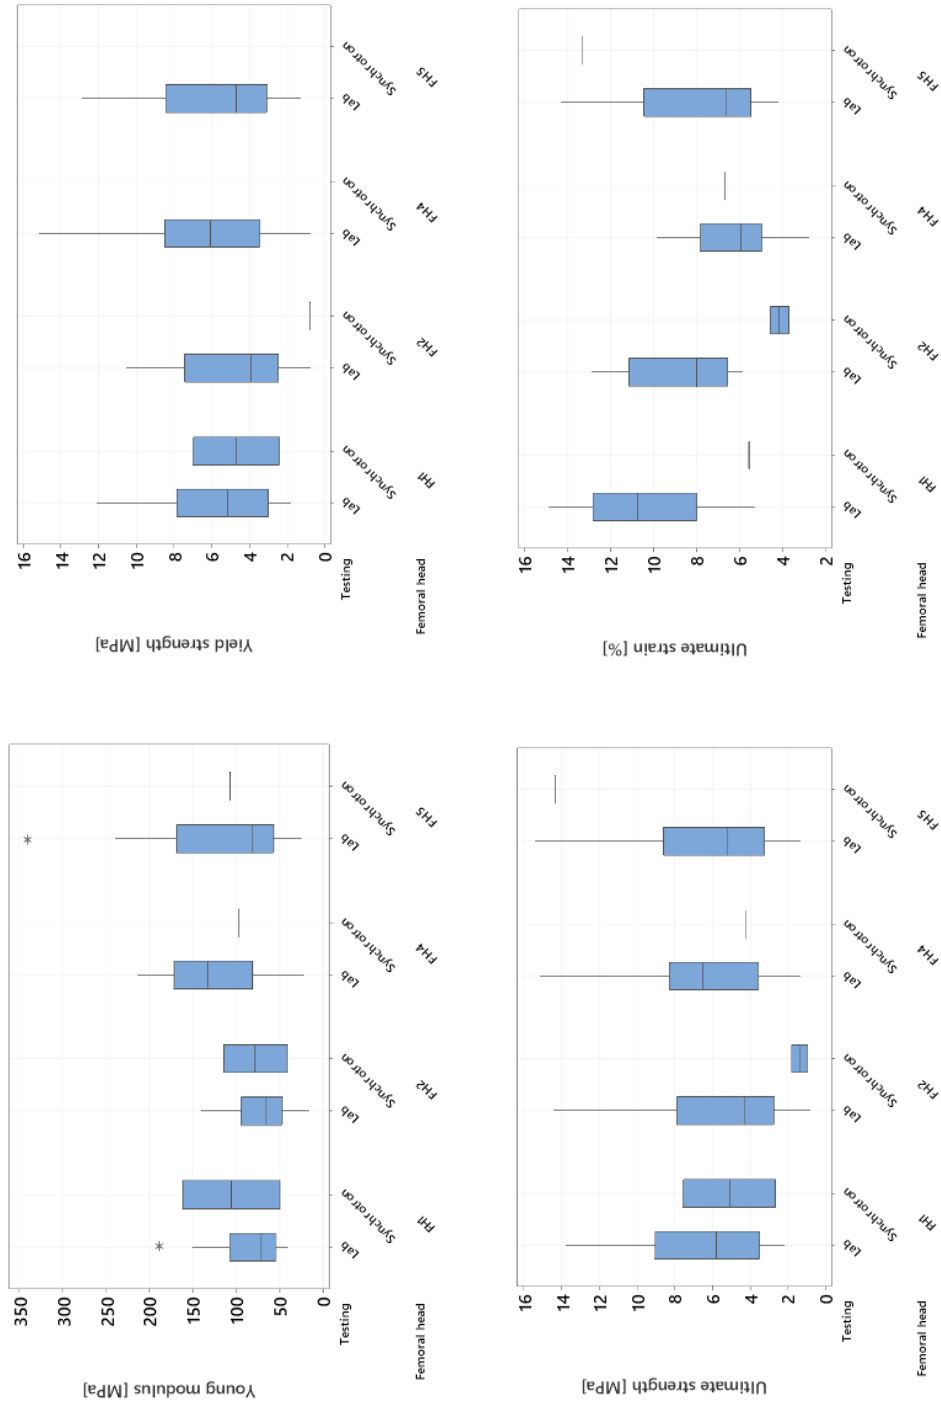 Young modulus [MPa]
350
300
250
200
150
100
50
0
Testing
Lab
Synchrotron
Lab
Synchrotron
Lab
Synchrotron
Lab
Synchrotron
Femoral head
FH1
FH2
FH4
FH5
Yield strength [MPa]
16
14
12
10
8
6
4
2
0
Testing
Lab
Synchrotron
Lab
Synchrotron
Lab
Synchrotron
Lab
Synchrotron
Femoral head
FH1
FH2
FH4
FH5
Ultimate strength [MPa]
16
14
12
10
8
6
4
2
0
Testing
Lab
Synchrotron
Lab
Synchrotron
Lab
Synchrotron
Lab
Synchrotron
Femoral head
FH1
FH2
FH4
FH5
Ultimate strain [%]
16
14
12
10
8
6
4
2
Testing
Lab
Synchrotron
Lab
Synchrotron
Lab
Synchrotron
Lab
Synchrotron
Femoral head
FH1
FH2
FH4
FH5